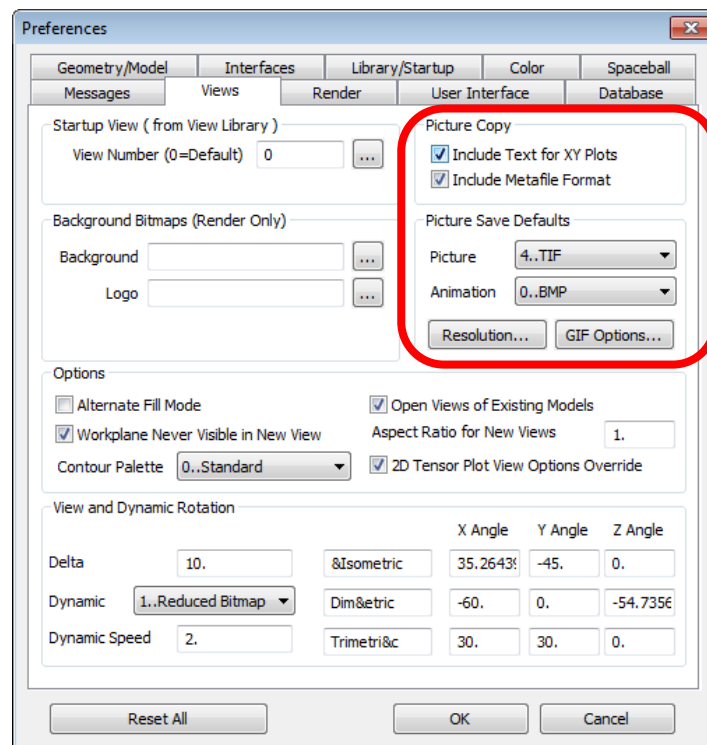 Preferences
Geometry/Model Interfaces Library/Startup Color Spaceball
Messages Views Render User Interface Database
Startup View ( from View Library )
View Number (0=Default) 0 ...
Picture Copy
Include Text for XY Plots
Include Metafile Format
Background Bitmaps (Render Only)
Background ...
Logo ...
Picture Save Defaults
Picture 4..TIF
Animation 0..BMP
Resolution... GIF Options...
Options
Alternate Fill Mode Open Views of Existing Models
Workplane Never Visible in New View Aspect Ratio for New Views 1.
Contour Palette 0..Standard 2D Tensor Plot View Options Override
View and Dynamic Rotation
X Angle Y Angle Z Angle
Delta 10. &Isometric 35.26439 -45. 0.
Dynamic 1..Reduced Bitmap Dim&etric -60. 0. -54.7356
Dynamic Speed 2. Trimetri&c 30. 30. 0.
Reset All OK Cancel